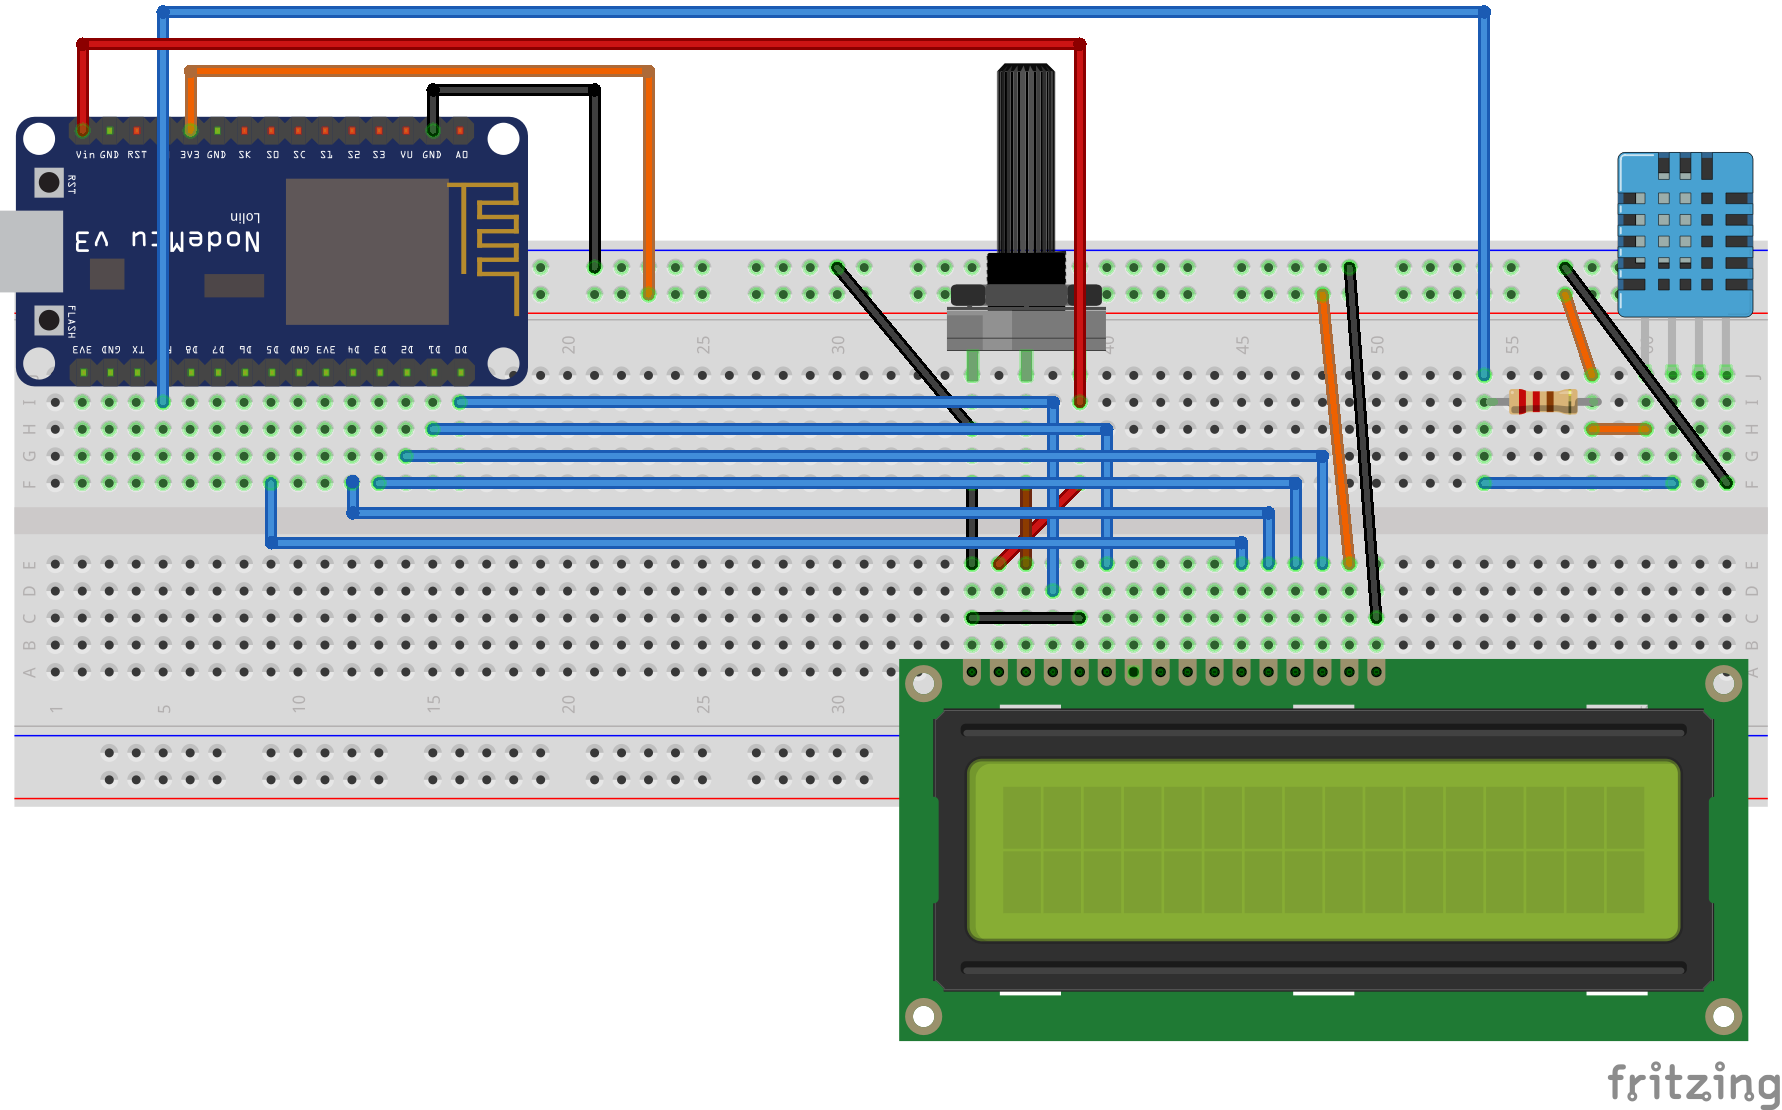 Vin GND RST 3V3 GND SK S0 SC S1 S2 S3 VU GND A0
RST
Lolin
NodeMcu v3
FLASH
3V3 GND TX D8 D7 D6 D5 GND 3V3 D4 D3 D2 D1 D0
20 25 30 40 45 50 55 60
J
I I
H H
G G
F F
E E
D D
C C
B B
A A
1 5 10 15 20 25 30
fritzing